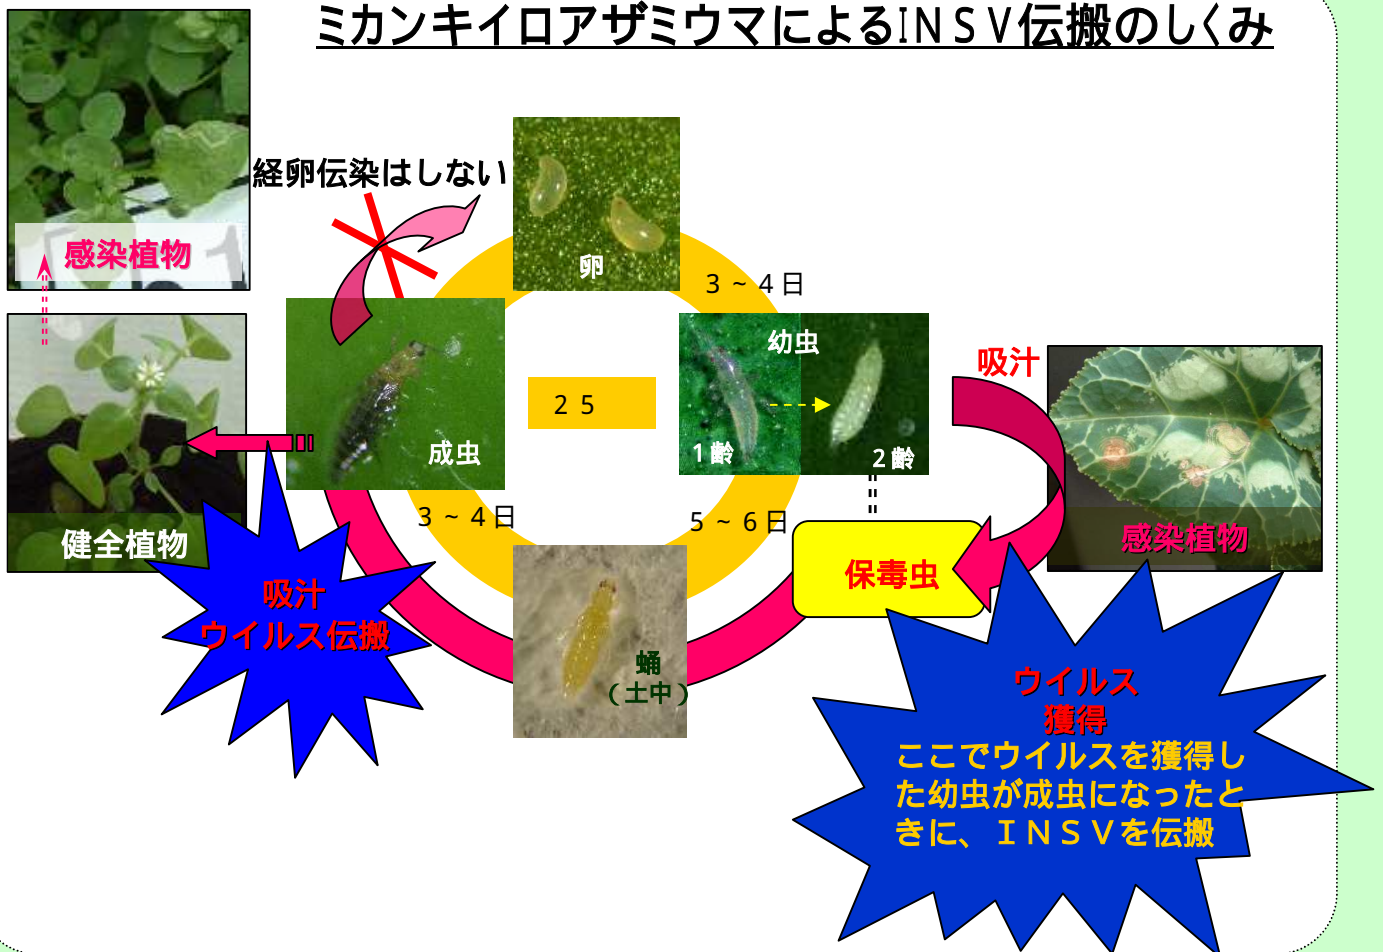 ミカンキイロアザミウマによるＩＮＳＶ伝搬のしくみ
経卵伝染はしない
感染植物
卵
３～４日
幼虫
吸汁
２５
成虫
１齢
２齢
３～４日
５～６日
健全植物
感染植物
保毒虫
吸汁
ウイルス伝搬
蛹
（土中）
ウイルス
獲得
ここでウイルスを獲得し
た幼虫が成虫になったと
きに、ＩＮＳＶを伝搬